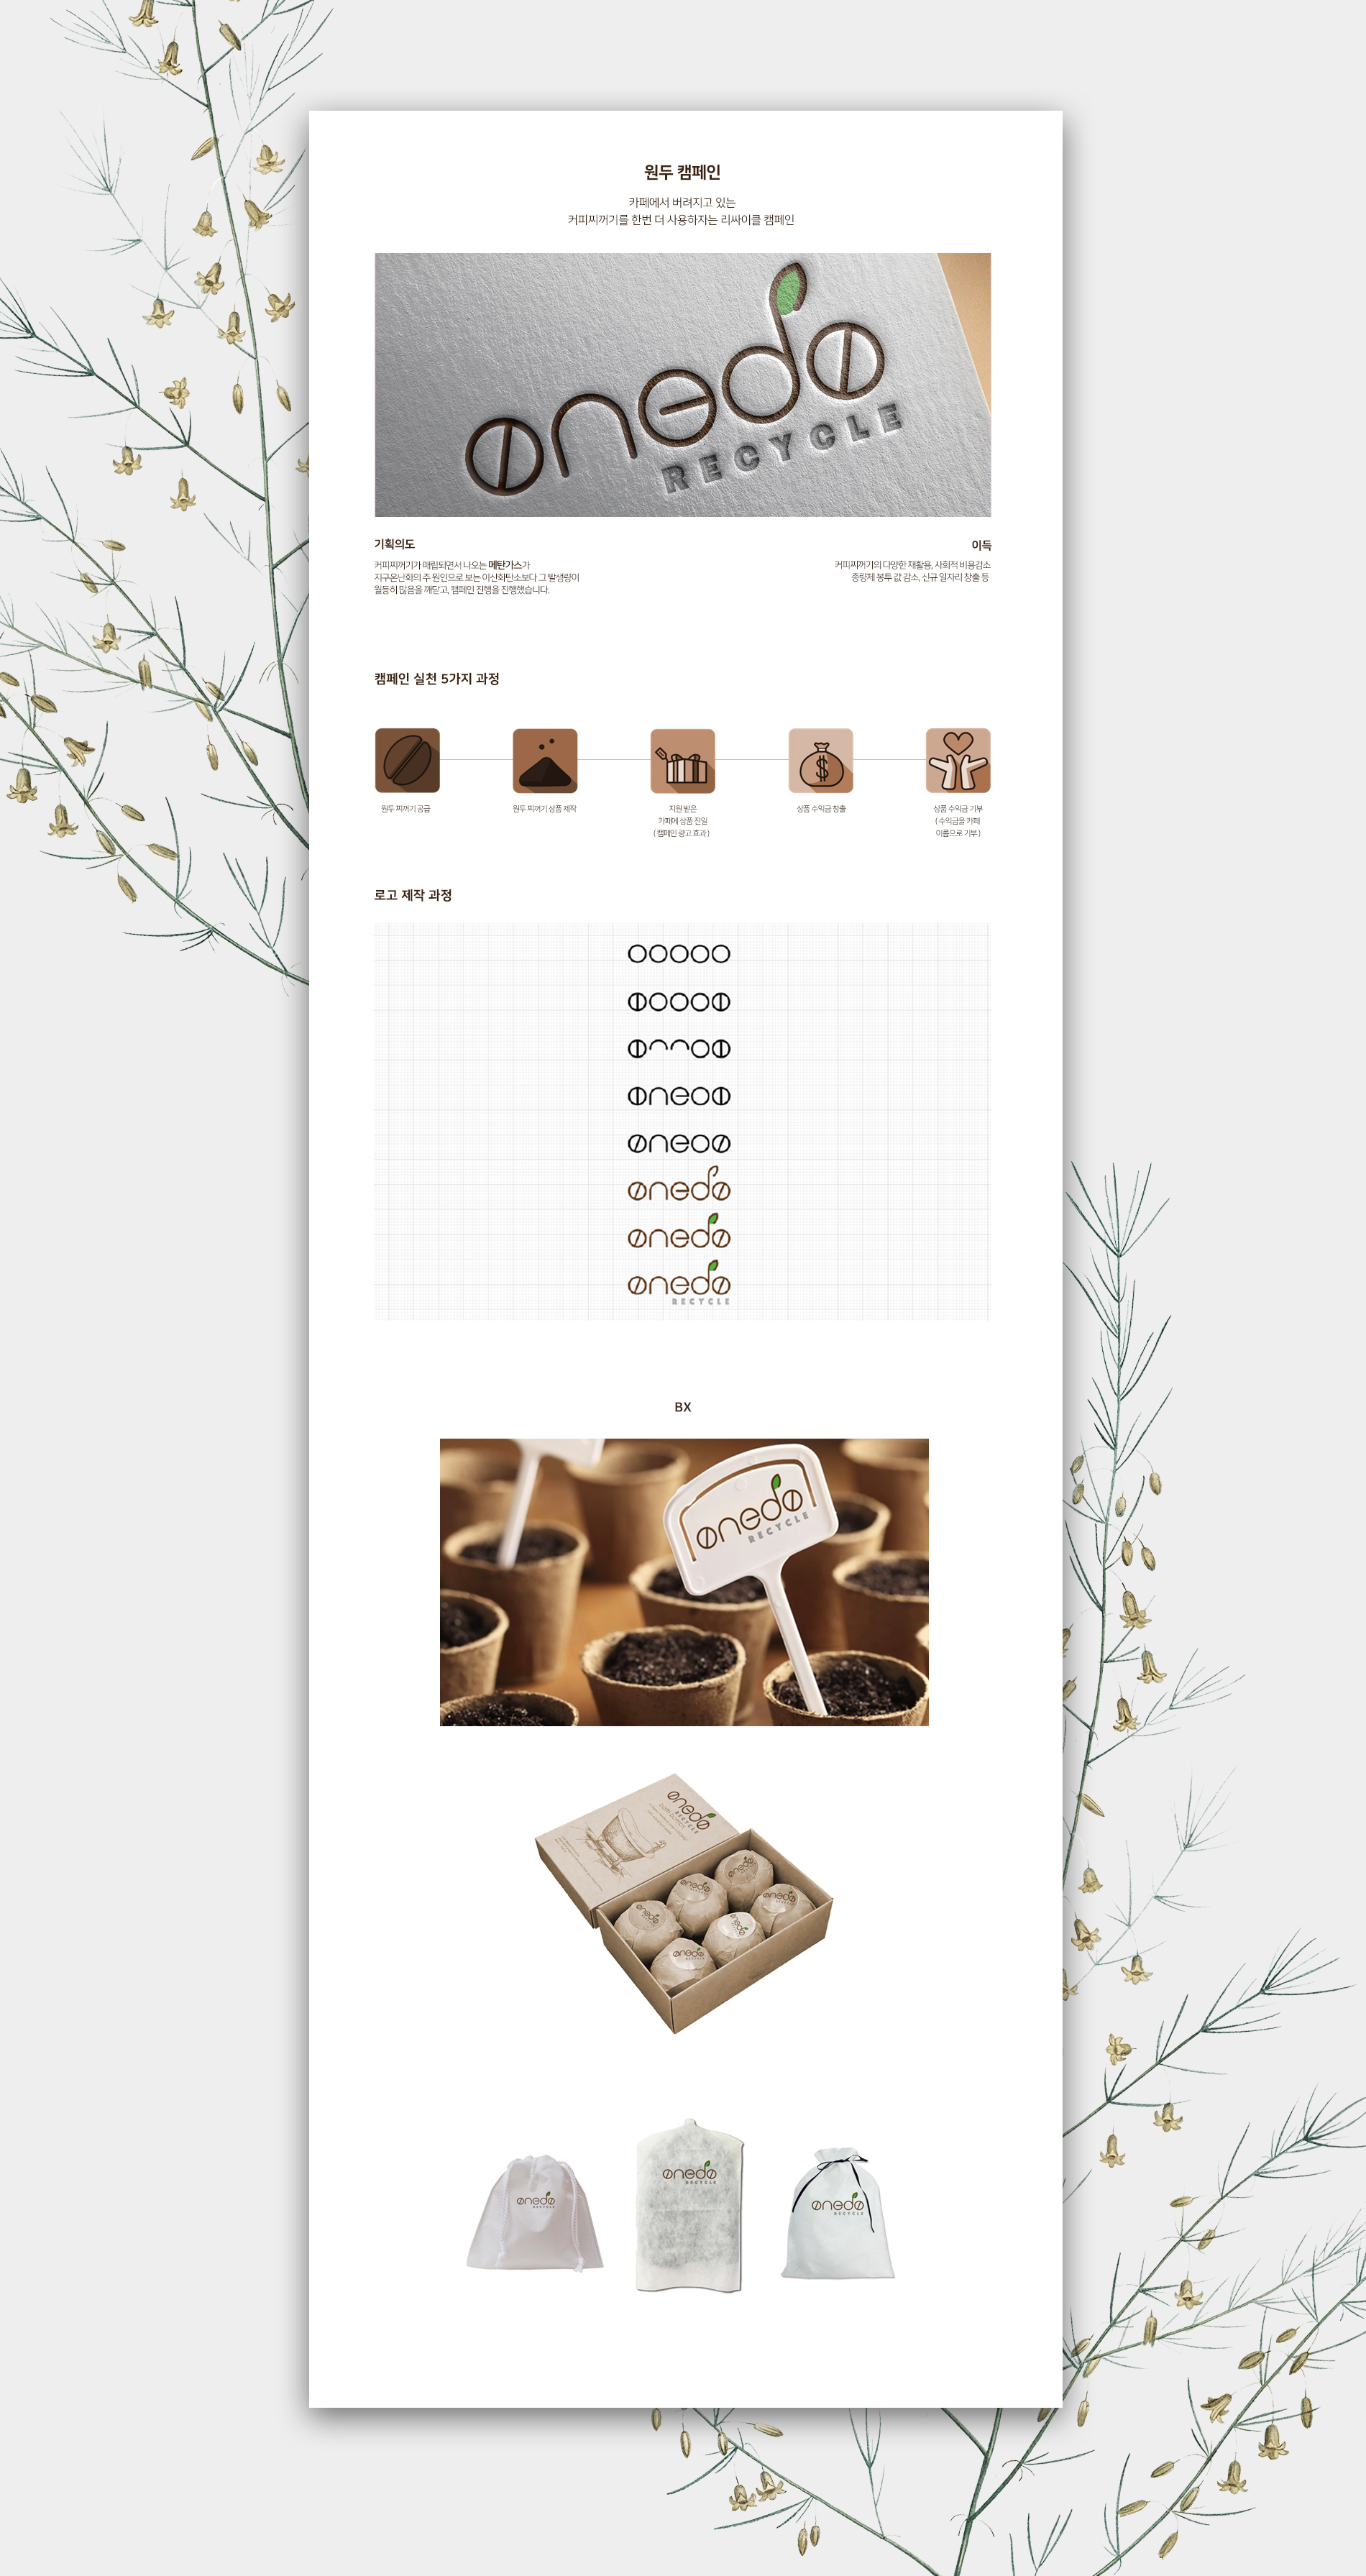 원두 캠페인
카페에서 버려지고 있는
커피찌꺼기를 한번 더 사용하자는 리싸이클 캠페인
onedo
RECYCLE
기획의도
커피찌꺼기가 매립되면서 나오는 메탄가스가
지구온난화의 주 원인으로 보는 이산화탄소보다 그 발생량이
월등히 많음을 깨닫고, 캠페인 진행을 진행했습니다.
이득
커피찌꺼기의 다양한 재활용, 사회적 비용감소
종량제 봉투 값 감소, 신규 일자리 창출 등
캠페인 실천 5가지 과정
원두 찌꺼기 공급
원두 찌꺼기 상품 제작
지원 받은
카페에 상품 진열
( 캠페인 광고 효과 )
상품 수익금 창출
상품 수익금 기부
( 수익금을 카페
이름으로 기부 )
로고 제작 과정
oneoo
oneoo
onedo
onedo
onedo
RECYCLE
BX
onedo
RECYCLE
onedo
RECYCLE
onedo
onedo
onedo
onedo
onedo
onedo
onedo
RECYCLE
onedo
RECYCLE
onedo
RECYCLE